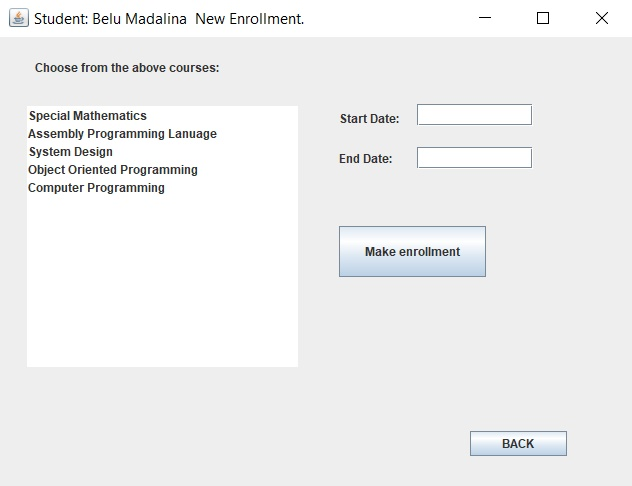 Student: Belu Madalina  New Enrollment.
Choose from the above courses:
Special Mathematics
Assembly Programming Lanuage
System Design
Object Oriented Programming
Computer Programming
Start Date:
End Date:
Make enrollment
BACK